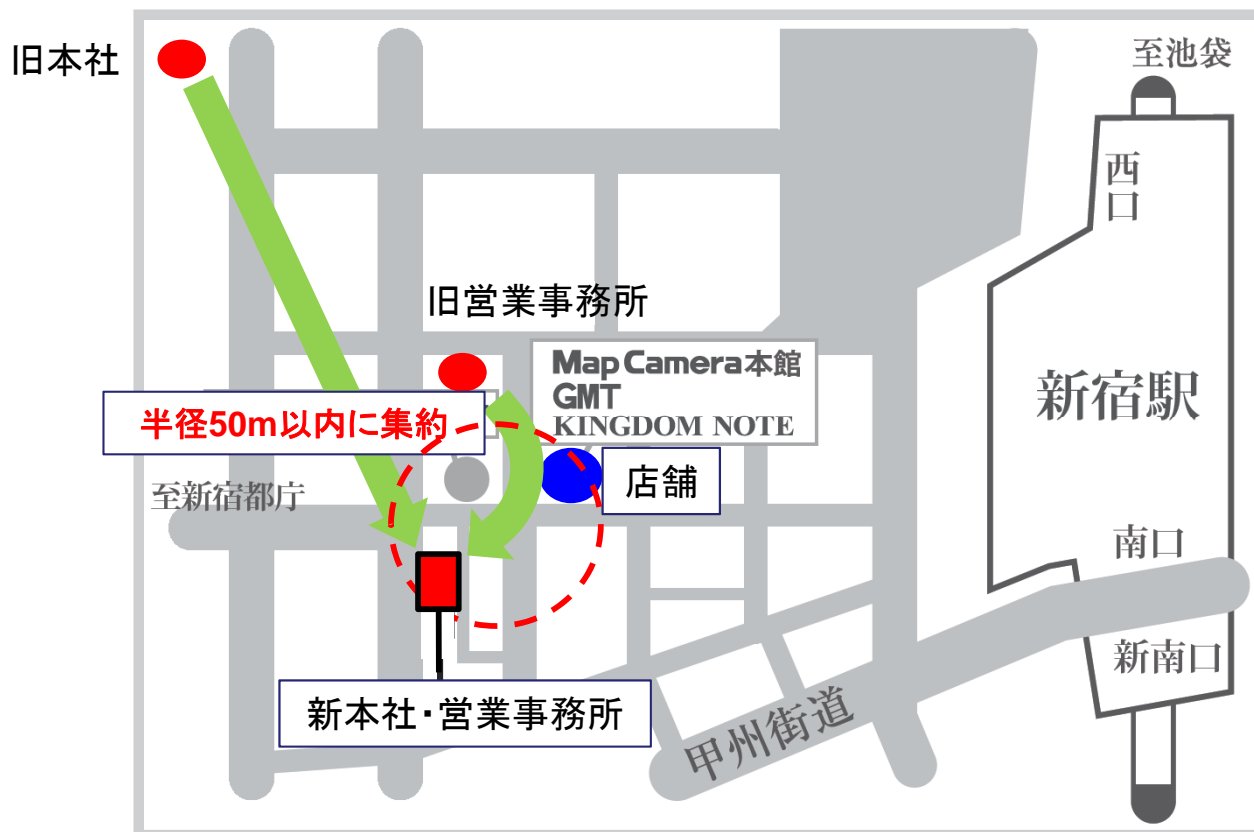 旧本社
至池袋
西口
旧営業事務所
Map Camera本館
GMT
KINGDOM NOTE
新宿駅
半径50m以内に集約
店舗
至新宿都庁
南口
新南口
新本社・営業事務所
甲州街道